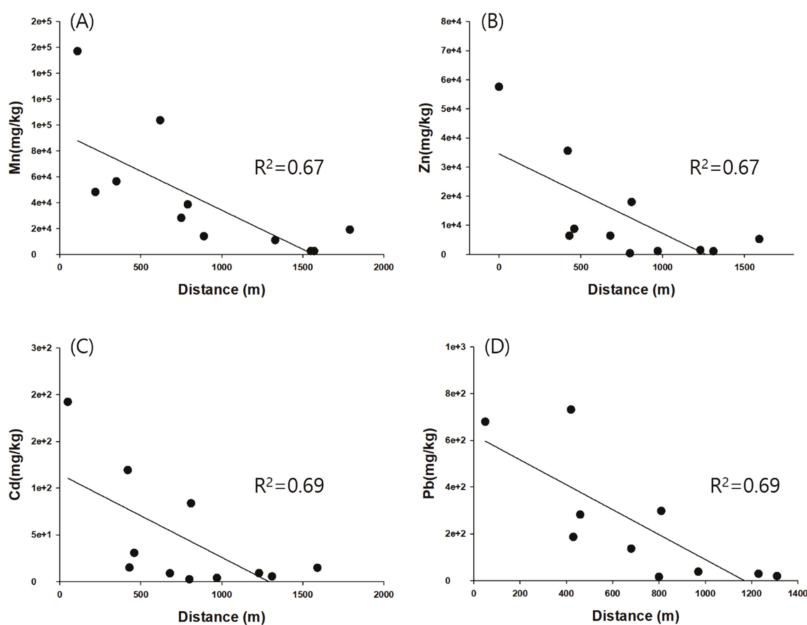 (A)
2e+5
2e+5
1e+5
1e+5
8e+4
6e+4
4e+4
2e+4
0
Mn(mg/kg)
R²=0.67
0 500 1000 1500 2000
Distance (m)
(B)
8e+4
6e+4
5e+4
4e+4
3e+4
2e+4
1e+4
0
Zn(mg/kg)
R²=0.67
0 500 1000 1500
Distance (m)
(C)
3e+2
2e+2
2e+2
1e+2
5e+1
0
Cd(mg/kg)
R²=0.69
0 500 1000 1500 2000
Distance (m)
(D)
1e+3
8e+2
6e+2
4e+2
2e+2
0
Pb(mg/kg)
R²=0.69
0 200 400 600 800 1000 1200 1400
Distance (m)